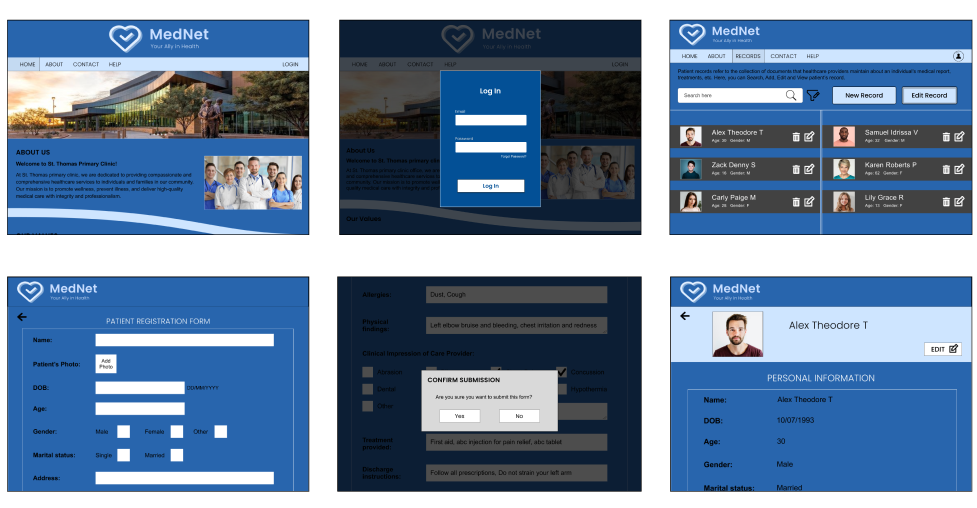 MedNet
Your Ally In Health
HOME ABOUT CONTACT HELP LOGIN
ABOUT US
Welcome to St. Thomas Primary Clinic!
At St. Thomas primary clinic, we are dedicated to providing compassionate and
comprehensive healthcare services to individuals and families in our community.
Our mission is to promote wellness, prevent illness, and deliver high-quality
medical care with integrity and professionalism.
MedNet
Your Ally In Health
HOME ABOUT CONTACT HELP LOGIN
Log In
Email
Password
Forgot Password?
Log In
About Us
Our Values
MedNet
Your Ally In Health
HOME ABOUT RECORDS CONTACT HELP
Patient records refer to the collection of documents that healthcare providers maintain about an individual's medical report,
treatments, etc. Here, you can Search, Add, Edit and View patient's record.
Search here
New Record
Edit Record
Alex Theodore T
Age: 30 Gender: M
Samuel Idrissa V
Age: 32 Gender: M
Zack Denny S
Age: 18 Gender: M
Karen Roberts P
Age: 62 Gender: F
Carly Paige M
Age: 26 Gender: F
Lily Grace R
Age: 13 Gender: F
MedNet
Your Ally In Health
PATIENT REGISTRATION FORM
Name:
Patient's Photo:
Add
Photo
DOB:
DD/MM/YYYY
Age:
Gender: Male Female Other
Marital status: Single Married
Address:
Allergies: Dust, Cough
Physical
findings:
Left elbow bruise and bleeding, chest irritation and redness
Clinical Impression of Care Provider:
Abrasion
Concussion
Dental
Hypothermia
Other
CONFIRM SUBMISSION
Are you sure you want to submit this form?
Yes No
Treatment
provided:
First aid, abc injection for pain relief, abc tablet
Discharge
Instructions:
Follow all prescriptions, Do not strain your left arm
MedNet
Your Ally In Health
Alex Theodore T
EDIT
PERSONAL INFORMATION
Name: Alex Theodore T
DOB: 10/07/1993
Age: 30
Gender: Male
Marital status: Married